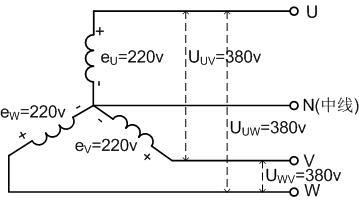 U
+
eU=220v
UUV=380v
-
N(中线)
eW=220v
-
-
UUW=380v
+
eV=220v
+
V
UWV=380v
W